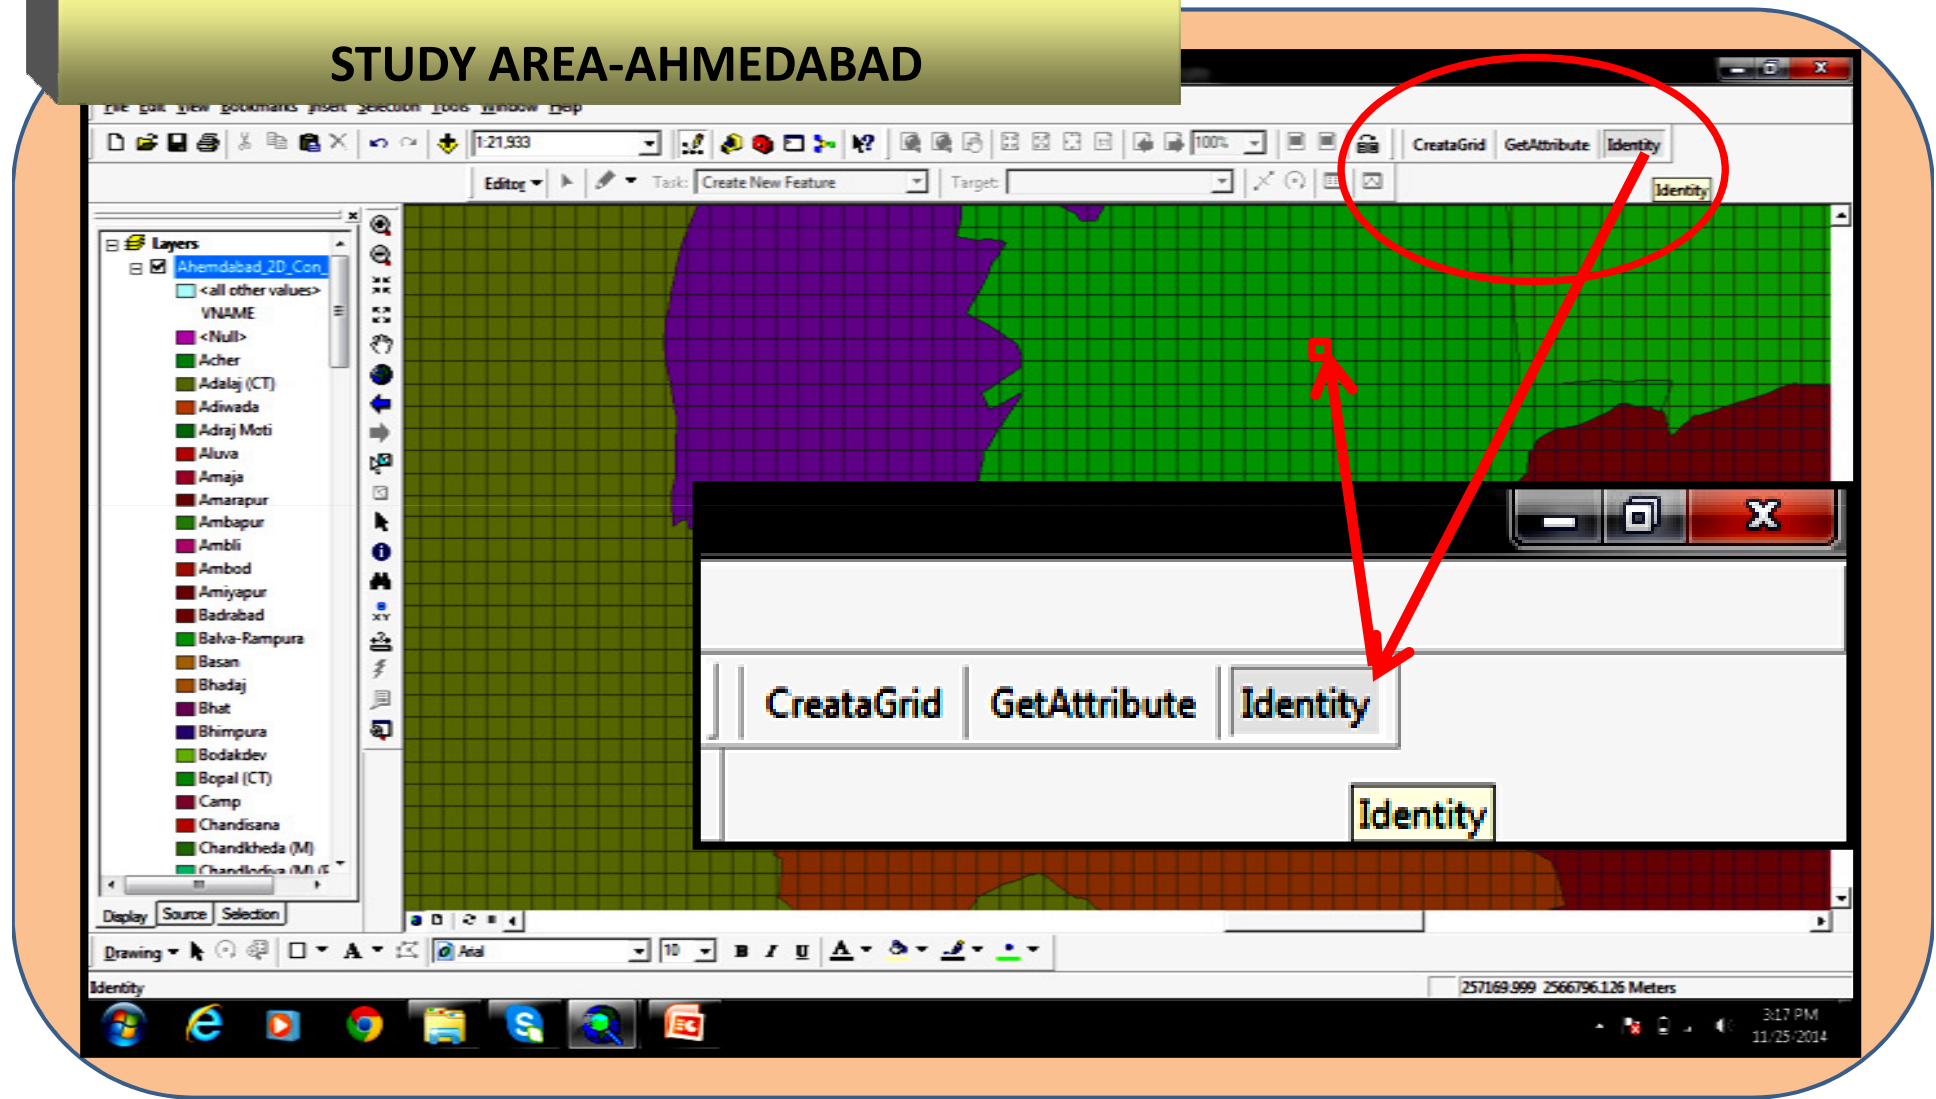 STUDY AREA-AHMEDABAD
File Edit View Bookmarks Insert Selection Tools Window Help
1:21,933
100%
CreataGrid GetAttribute Identity
Editor Task: Create New Feature Target:
Identity
Layers
Ahemdabad_2D_Con_
<all other values>
VNAME
<Null>
Acher
Adalaj (CT)
Adiwada
Adraj Moti
Aluva
Amaja
Amarapur
Ambapur
Ambli
Ambod
Amiyapur
Badrabad
Balva-Rampura
Basan
Bhadaj
Bhat
Bhimpura
Bodakdev
Bopal (CT)
Camp
Chandisana
Chandkheda (M)
Chandlodiya (M) (F
XY
CreataGrid GetAttribute Identity
Identity
Display Source Selection
Drawing A Arial 10 B I U A
Identity
257169.999 2566796.126 Meters
3:17 PM
11/25/2014